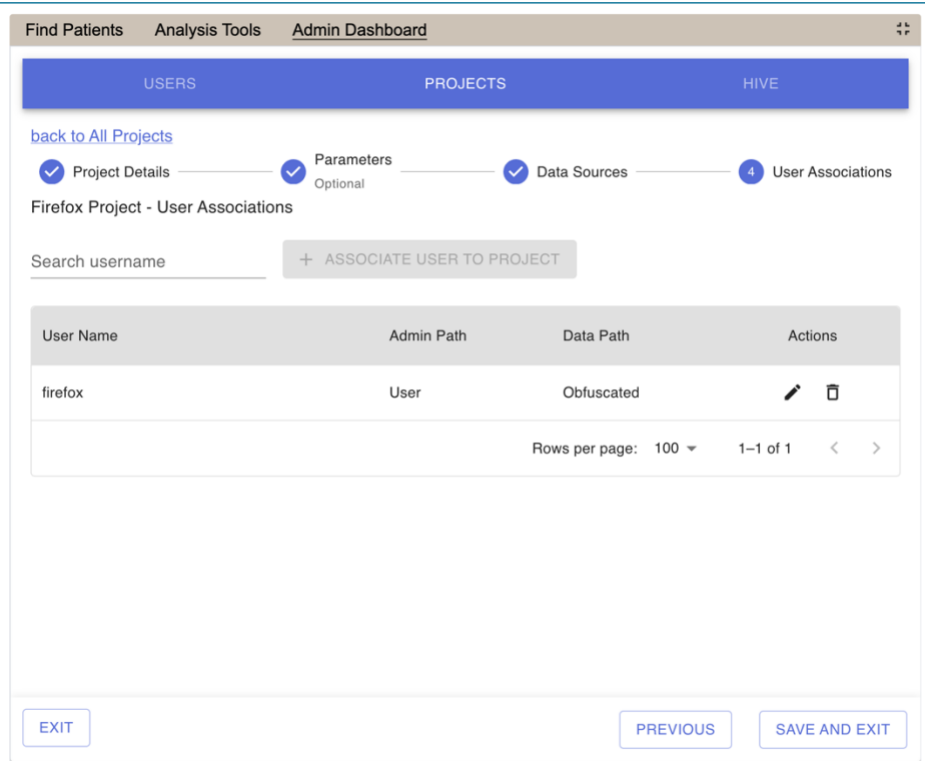 Find Patients Analysis Tools Admin Dashboard
USERS PROJECTS HIVE
back to All Projects
Project Details
Parameters
Optional
Data Sources
4 User Associations
Firefox Project - User Associations
Search username + ASSOCIATE USER TO PROJECT
User Name Admin Path Data Path Actions
firefox User Obfuscated
Rows per page: 100 1–1 of 1 < >
EXIT PREVIOUS SAVE AND EXIT